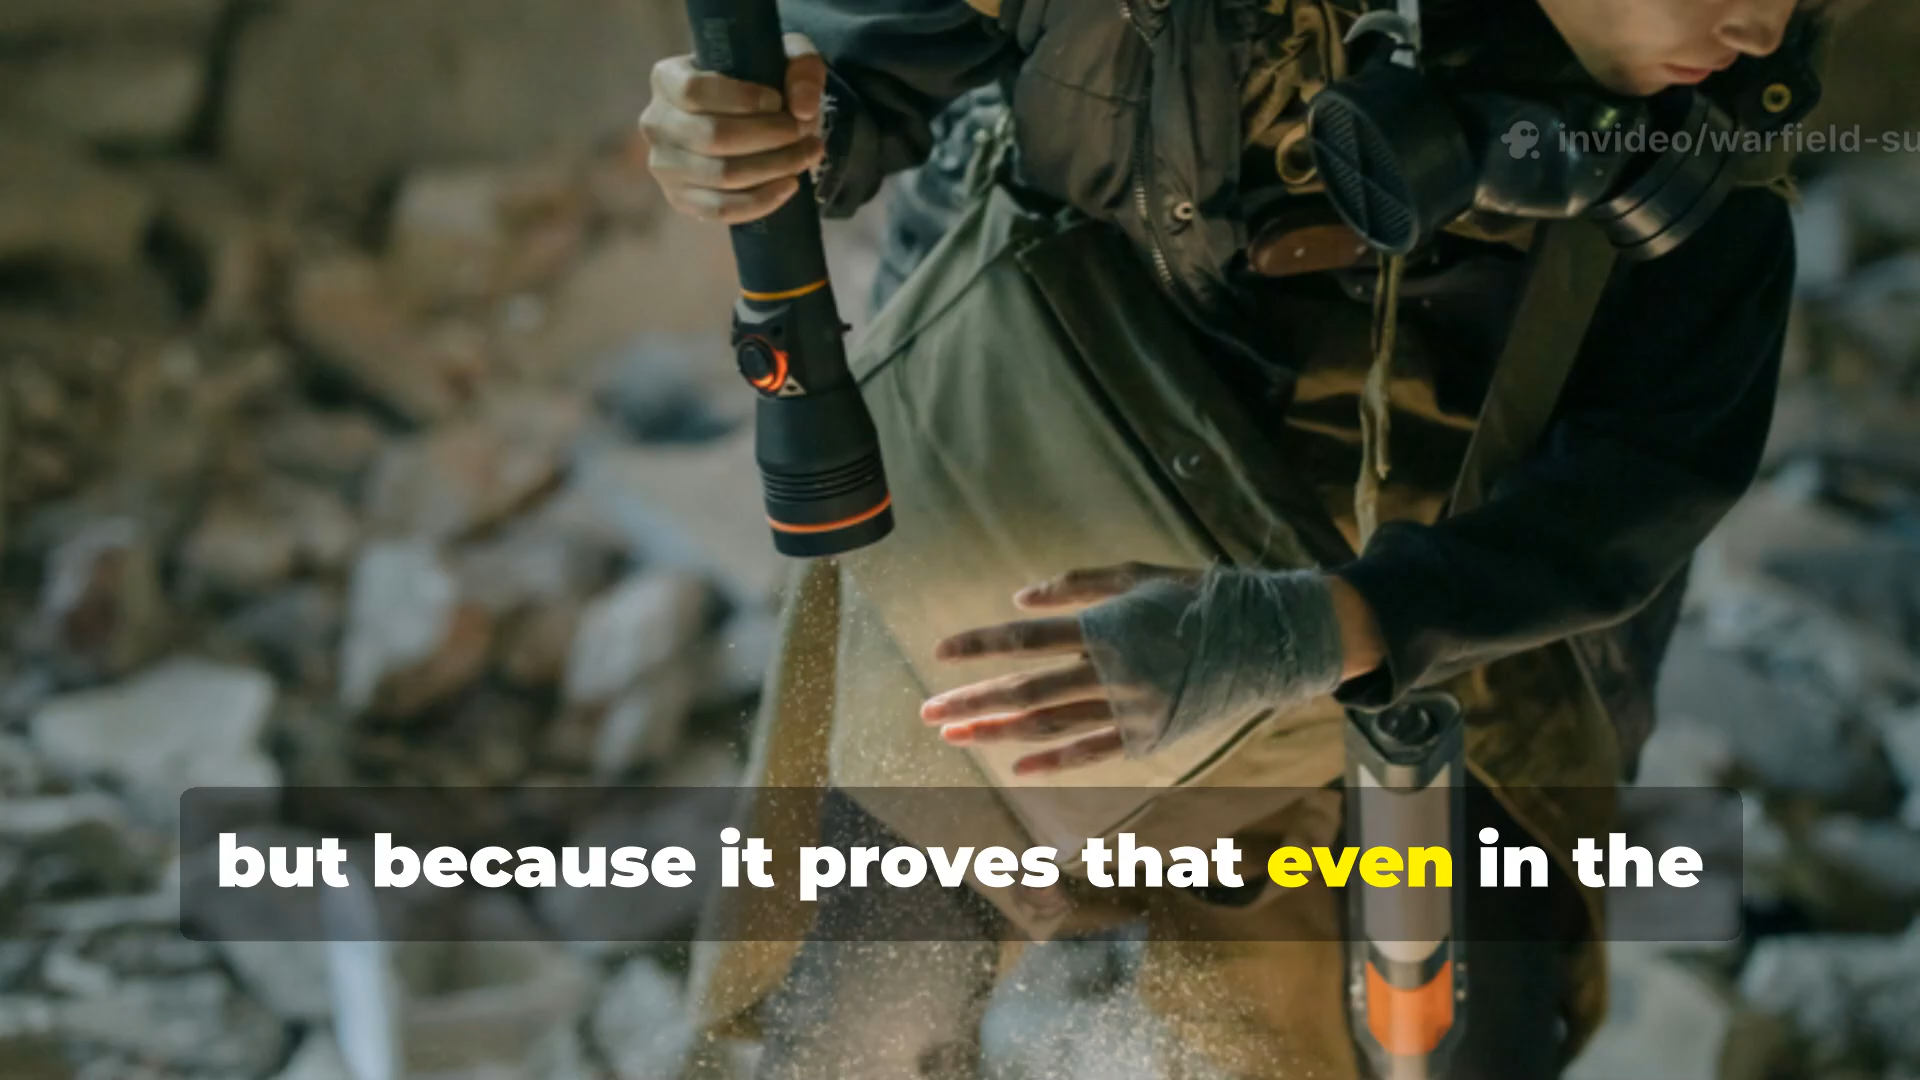 invideo/warfield-su
but because it proves that even in the